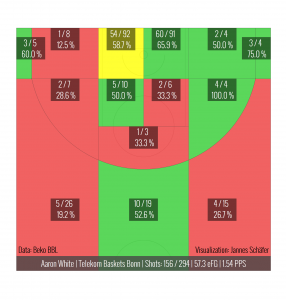 1 / 8
12.5 %
54 / 92
58.7 %
60 / 91
65.9 %
2 / 4
50.0 %
3 / 5
60.0 %
3 / 4
75.0 %
2 / 7
28.6 %
5 / 10
50.0 %
2 / 6
33.3 %
4 / 4
100.0 %
1 / 3
33.3 %
5 / 26
19.2 %
10 / 19
52.6 %
4 / 15
26.7 %
Data: Beko BBL
Visualization: Jannes Schäfer
Aaron White | Telekom Baskets Bonn | Shots: 156 / 294 | 57.3 eFG | 1.54 PPS